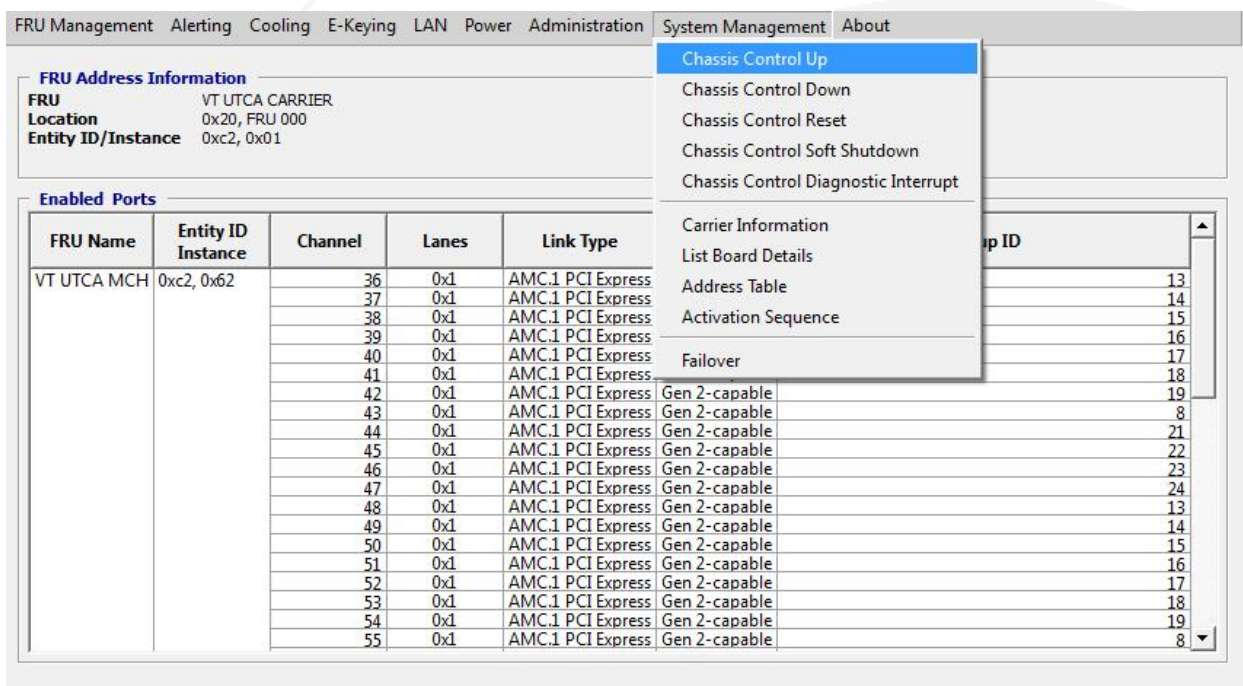 FRU Management Alerting Cooling E-Keying LAN Power Administration System Management About
Chassis Control Up
Chassis Control Down
Chassis Control Reset
Chassis Control Soft Shutdown
Chassis Control Diagnostic Interrupt
Carrier Information
List Board Details
Address Table
Activation Sequence
Failover
FRU Address Information
FRU VT UTCA CARRIER
Location 0x20, FRU 000
Entity ID/Instance 0xc2, 0x01
Enabled Ports
FRU Name Entity ID Instance Channel Lanes Link Type ID
VT UTCA MCH 0xc2, 0x62 36 0x1 AMC.1 PCI Express 13
37 0x1 AMC.1 PCI Express 14
38 0x1 AMC.1 PCI Express 15
39 0x1 AMC.1 PCI Express 16
40 0x1 AMC.1 PCI Express 17
41 0x1 AMC.1 PCI Express 18
42 0x1 AMC.1 PCI Express Gen 2-capable 19
43 0x1 AMC.1 PCI Express Gen 2-capable 8
44 0x1 AMC.1 PCI Express Gen 2-capable 21
45 0x1 AMC.1 PCI Express Gen 2-capable 22
46 0x1 AMC.1 PCI Express Gen 2-capable 23
47 0x1 AMC.1 PCI Express Gen 2-capable 24
48 0x1 AMC.1 PCI Express Gen 2-capable 13
49 0x1 AMC.1 PCI Express Gen 2-capable 14
50 0x1 AMC.1 PCI Express Gen 2-capable 15
51 0x1 AMC.1 PCI Express Gen 2-capable 16
52 0x1 AMC.1 PCI Express Gen 2-capable 17
53 0x1 AMC.1 PCI Express Gen 2-capable 18
54 0x1 AMC.1 PCI Express Gen 2-capable 19
55 0x1 AMC.1 PCI Express Gen 2-capable 8